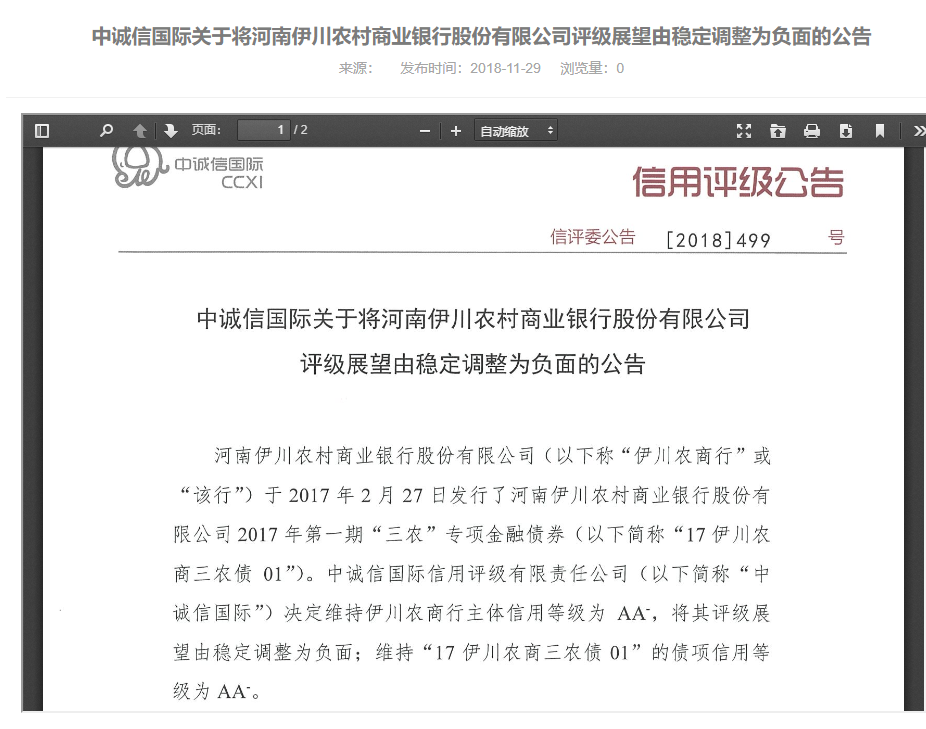 中诚信国际关于将河南伊川农村商业银行股份有限公司评级展望由稳定调整为负面的公告
来源： 发布时间：2018-11-29 浏览量：0
页面： 1 / 2 自动缩放
中诚信国际
CCXI
信用评级公告
信评委公告 [2018]499 号
中诚信国际关于将河南伊川农村商业银行股份有限公司
评级展望由稳定调整为负面的公告
河南伊川农村商业银行股份有限公司（以下称“伊川农商行”或
“该行”）于 2017 年 2 月 27 日发行了河南伊川农村商业银行股份有
限公司 2017 年第一期“三农”专项金融债券（以下简称“17 伊川农
商三农债 01”）。中诚信国际信用评级有限责任公司（以下简称“中
诚信国际”）决定维持伊川农商行主体信用等级为 AA-，将其评级展
望由稳定调整为负面；维持“17 伊川农商三农债 01”的债项信用等
级为 AA-。